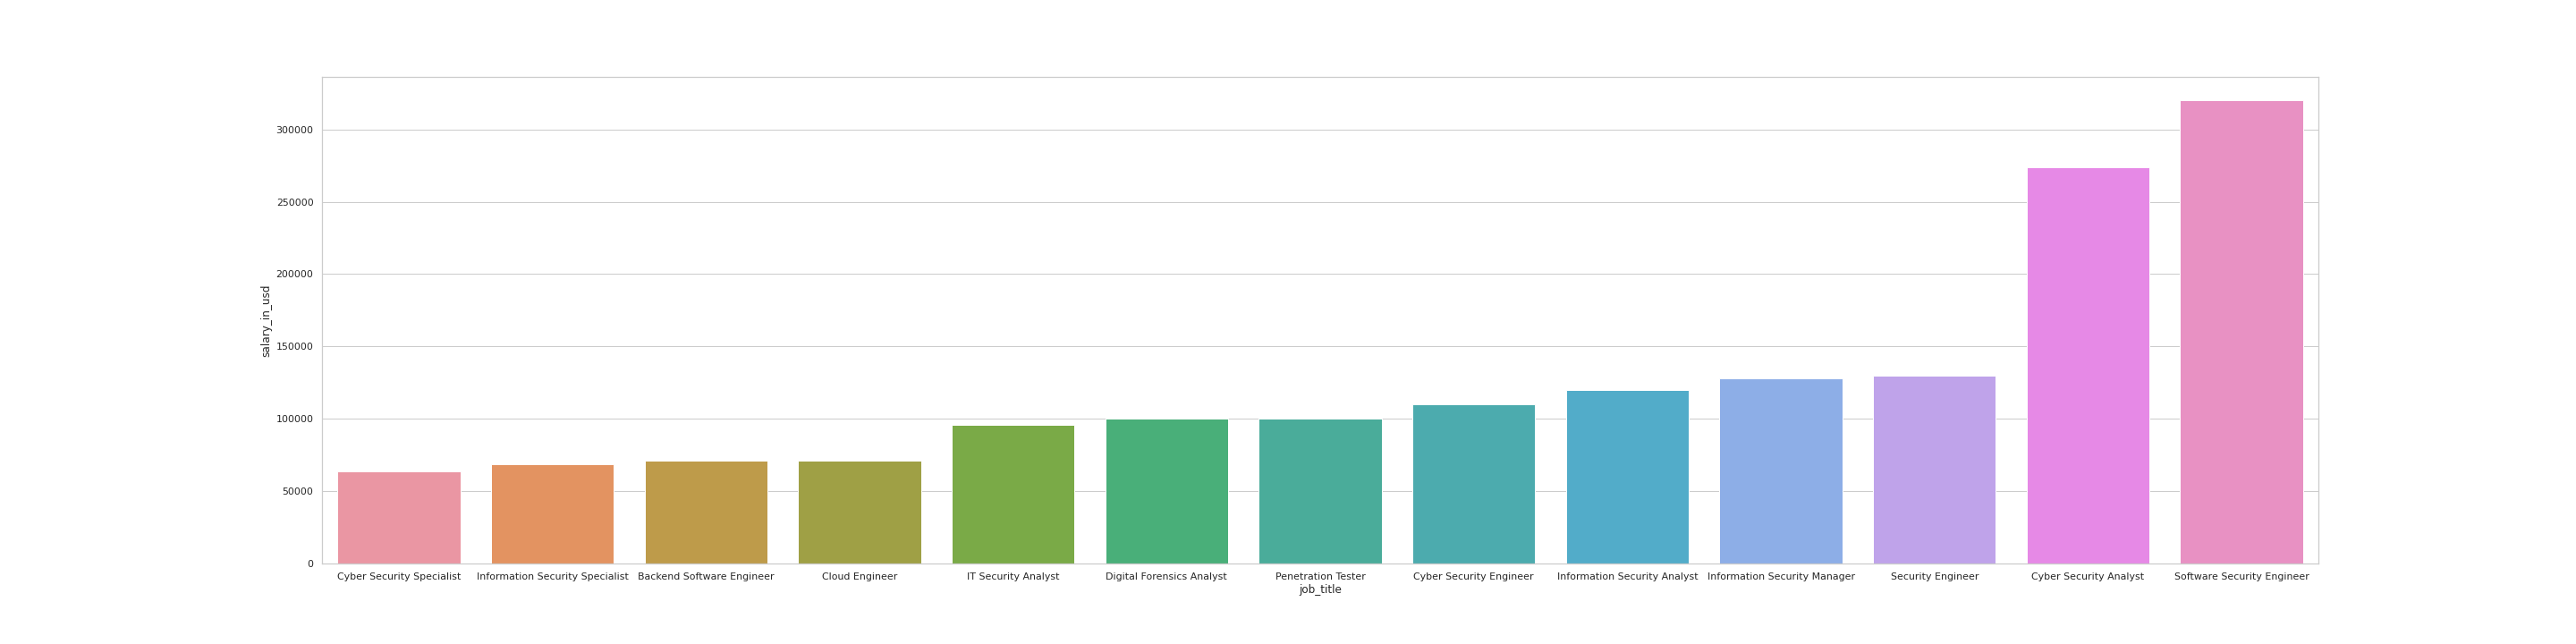 300000
250000
200000
150000
100000
50000
0
salary_in_usd
Cyber Security Specialist
Information Security Specialist
Backend Software Engineer
Cloud Engineer
IT Security Analyst
Digital Forensics Analyst
Penetration Tester
Cyber Security Engineer
Information Security Analyst
Information Security Manager
Security Engineer
Cyber Security Analyst
Software Security Engineer
job_title